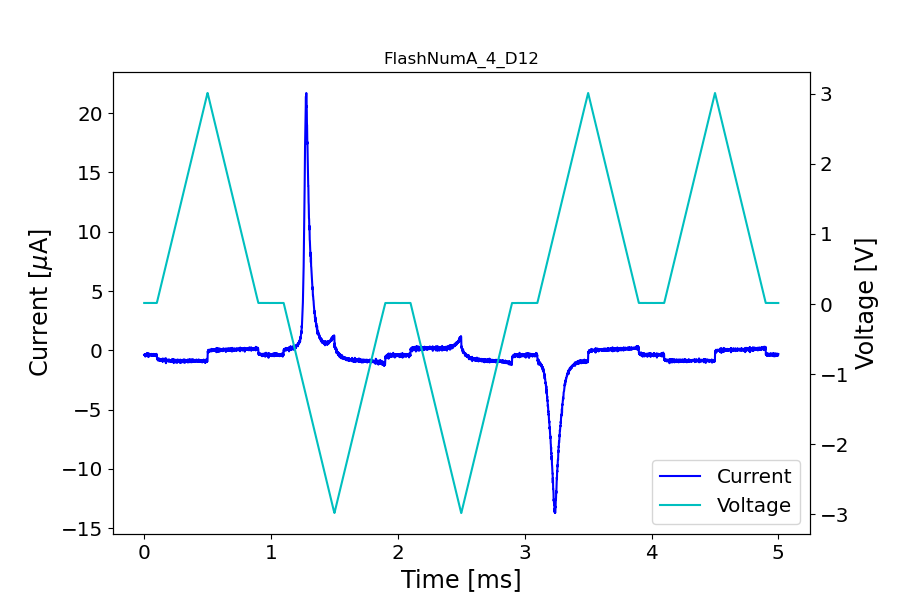 FlashNumA_4_D12
Current [μA]
20
15
10
5
0
−5
−10
−15
3
2
1
0
−1
−2
−3
Voltage [V]
Current
Voltage
0 1 2 3 4 5
Time [ms]